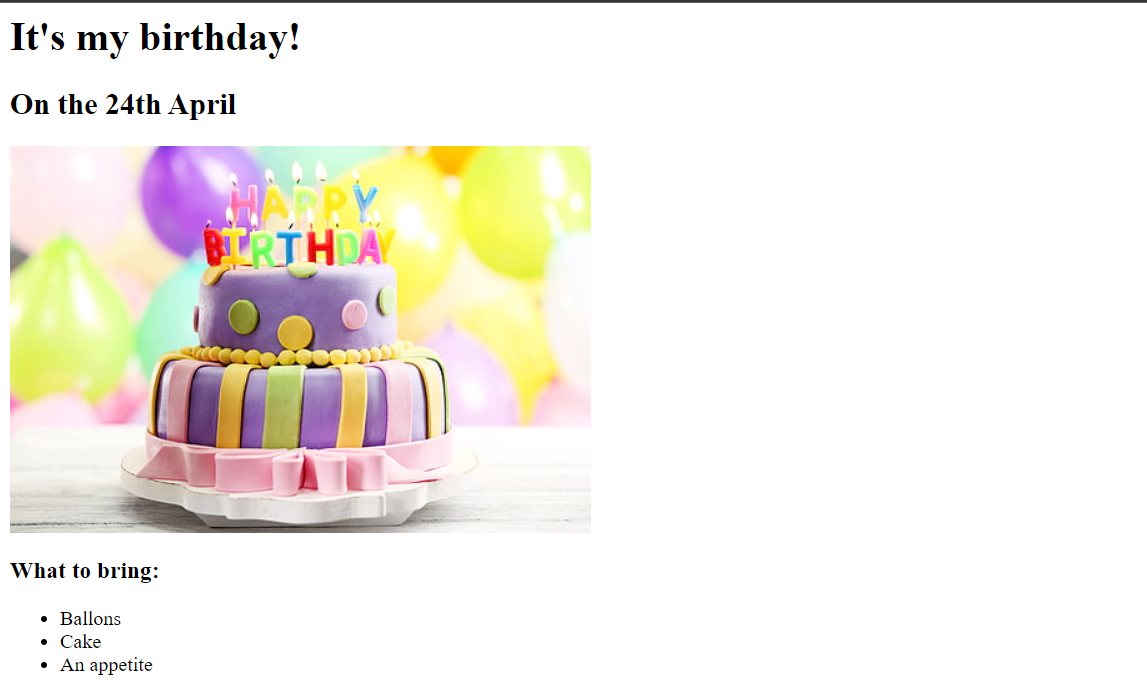 It's my birthday!
On the 24th April
HAPPY
BIRTHDAY
What to bring:
Ballons
Cake
An appetite